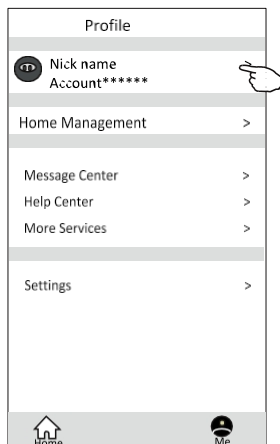 Profile
Nick name
Account******
Home Management >
Message Center >
Help Center >
More Services >
Settings >
Home Me